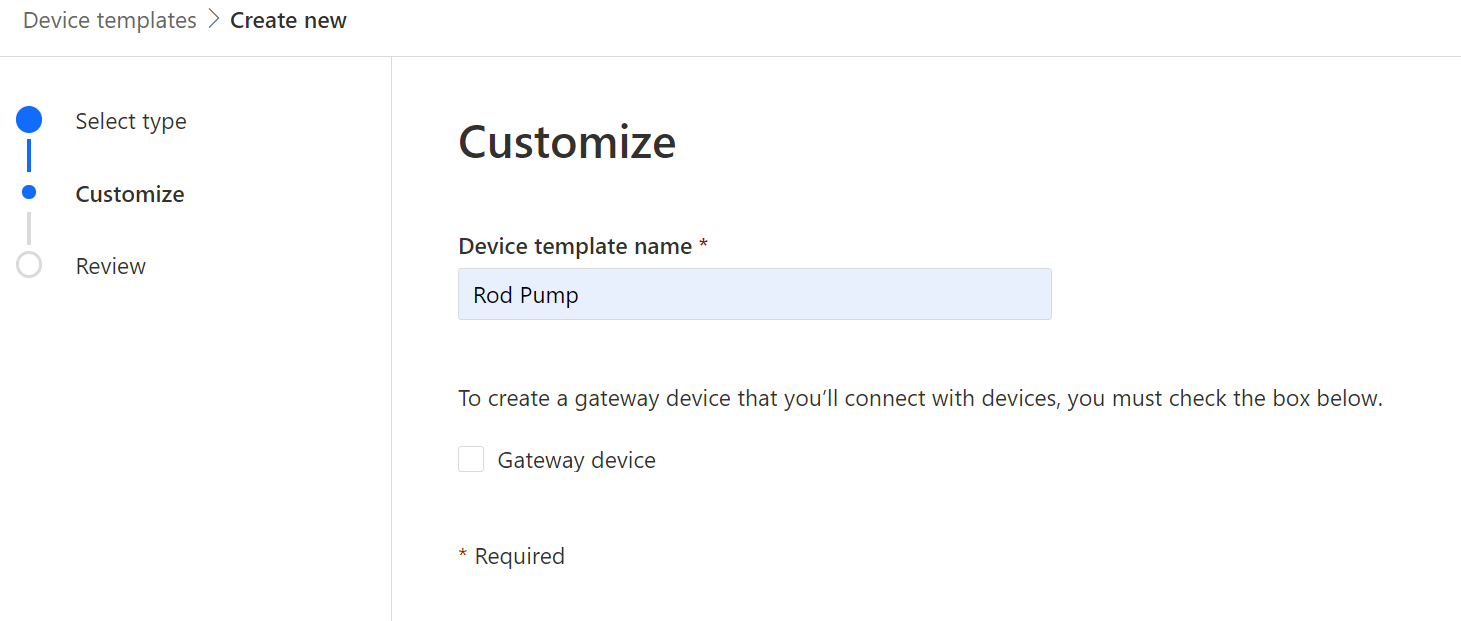 Device templates > Create new
Select type
Customize
Review
Customize
Device template name *
Rod Pump
To create a gateway device that you’ll connect with devices, you must check the box below.
Gateway device
* Required